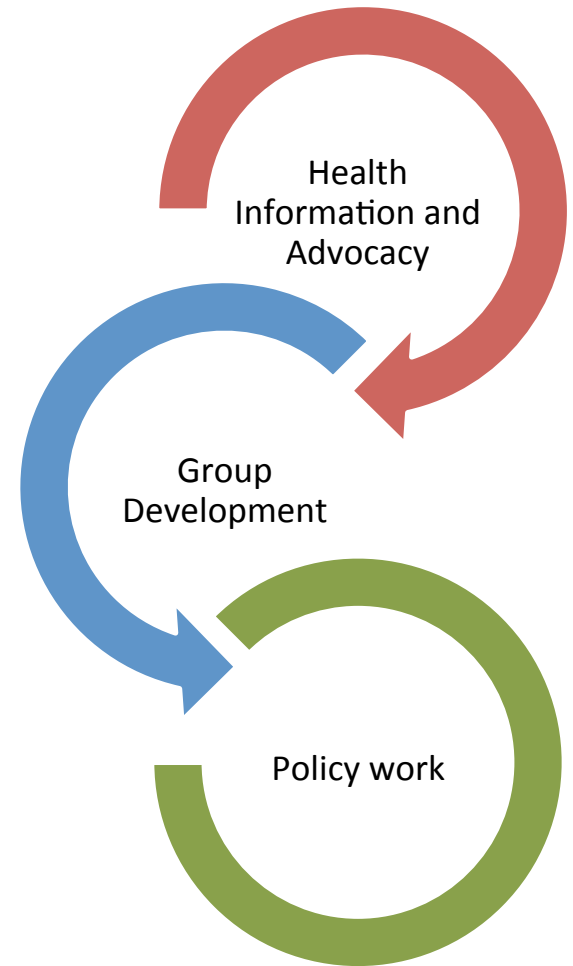 Health
Information and
Advocacy
Group
Development
Policy work